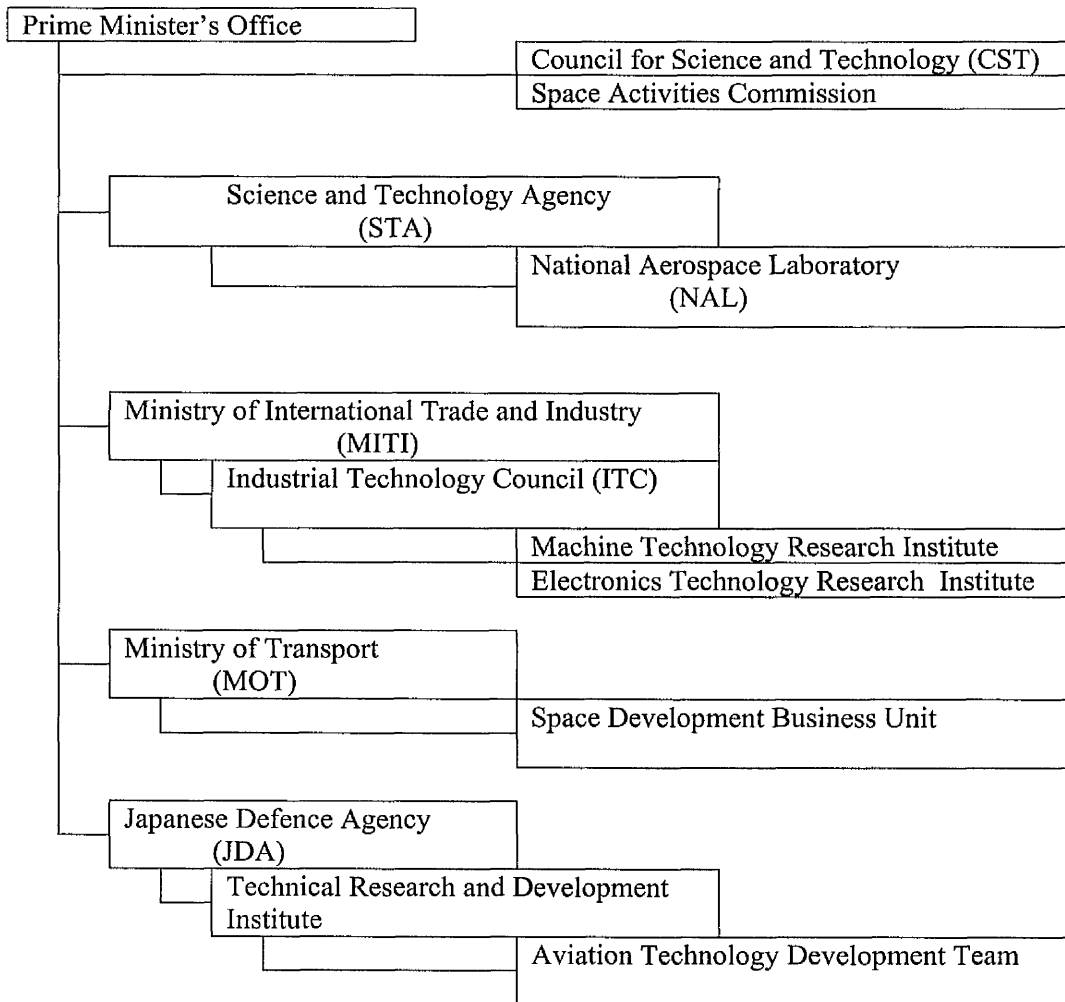 Prime Minister's Office
Council for Science and Technology (CST)
Space Activities Commission
Science and Technology Agency
(STA)
National Aerospace Laboratory
(NAL)
Ministry of International Trade and Industry
(MITI)
Industrial Technology Council (ITC)
Machine Technology Research Institute
Electronics Technology Research Institute
Ministry of Transport
(MOT)
Space Development Business Unit
Japanese Defence Agency
(JDA)
Technical Research and Development
Institute
Aviation Technology Development Team